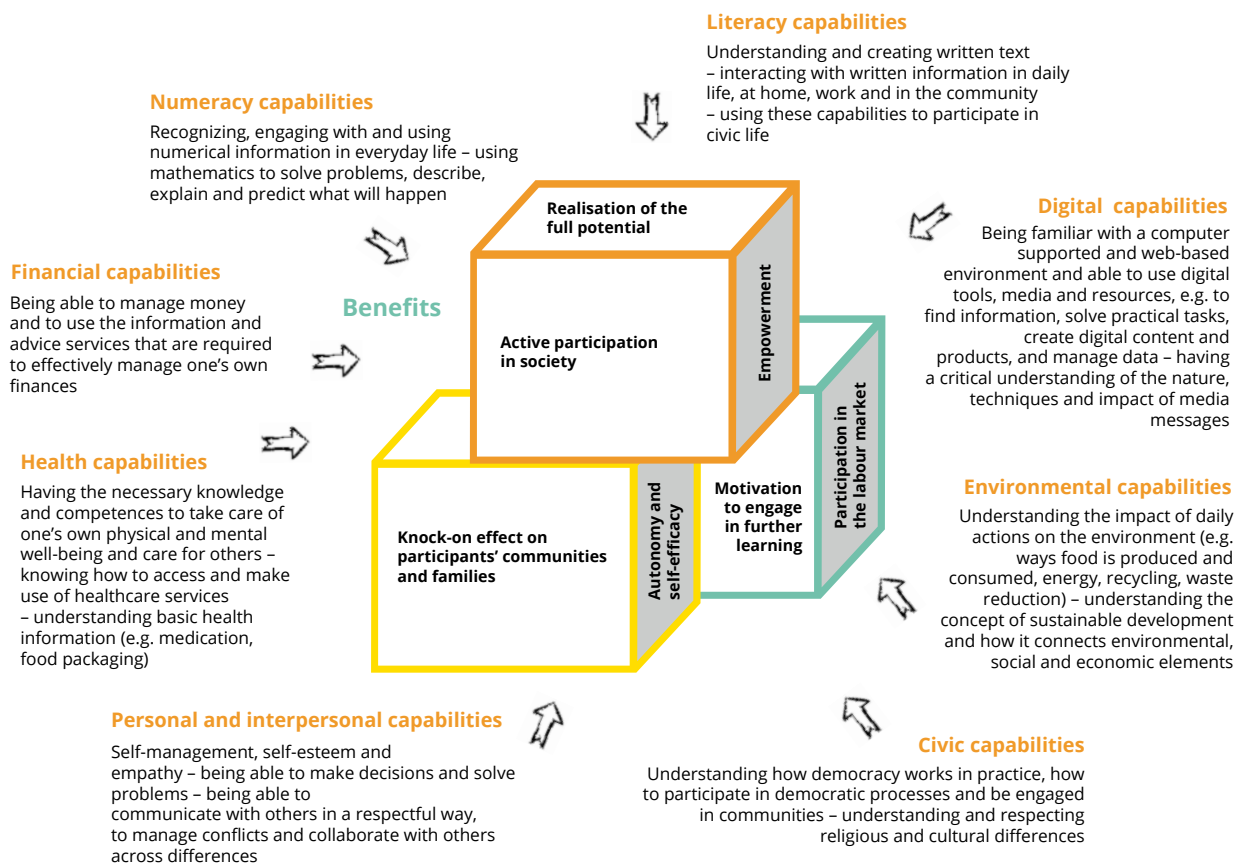 Literacy capabilities
Understanding and creating written text
– interacting with written information in daily
life, at home, work and in the community
– using these capabilities to participate in
civic life
Numeracy capabilities
Recognizing, engaging with and using
numerical information in everyday life – using
mathematics to solve problems, describe,
explain and predict what will happen
Digital capabilities
Being familiar with a computer
supported and web-based
environment and able to use digital
tools, media and resources, e.g. to
find information, solve practical tasks,
create digital content and
products, and manage data – having
a critical understanding of the nature,
techniques and impact of media
messages
Financial capabilities
Being able to manage money
and to use the information and
advice services that are required
to effectively manage one’s own
finances
Benefits
Realisation of the
full potential
Active participation
in society
Empowerment
Knock-on effect on
participants’ communities
and families
Autonomy and
self-efficacy
Motivation
to engage
in further
learning
Participation in
the labour market
Health capabilities
Having the necessary knowledge
and competences to take care of
one’s own physical and mental
well-being and care for others –
knowing how to access and make
use of healthcare services
– understanding basic health
information (e.g. medication,
food packaging)
Environmental capabilities
Understanding the impact of daily
actions on the environment (e.g.
ways food is produced and
consumed, energy, recycling, waste
reduction) – understanding the
concept of sustainable development
and how it connects environmental,
social and economic elements
Personal and interpersonal capabilities
Self-management, self-esteem and
empathy – being able to make decisions and solve
problems – being able to
communicate with others in a respectful way,
to manage conflicts and collaborate with others
across differences
Civic capabilities
Understanding how democracy works in practice, how
to participate in democratic processes and be engaged
in communities – understanding and respecting
religious and cultural differences